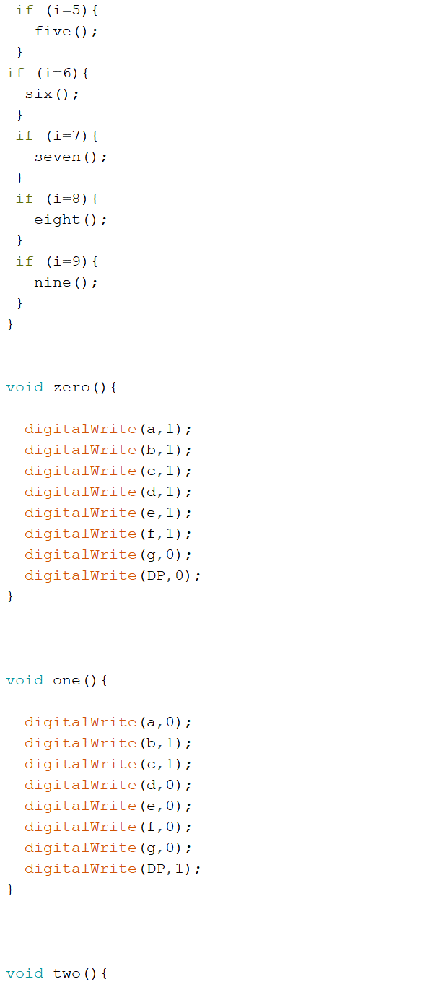 if (i=5){
five();
}
if (i=6){
six();
}
if (i=7){
seven();
}
if (i=8){
eight();
}
if (i=9){
nine();
}
}
void zero(){
digitalWrite(a,1);
digitalWrite(b,1);
digitalWrite(c,1);
digitalWrite(d,1);
digitalWrite(e,1);
digitalWrite(f,1);
digitalWrite(g,0);
digitalWrite(DP,0);
}
void one(){
digitalWrite(a,0);
digitalWrite(b,1);
digitalWrite(c,1);
digitalWrite(d,0);
digitalWrite(e,0);
digitalWrite(f,0);
digitalWrite(g,0);
digitalWrite(DP,1);
}
void two(){